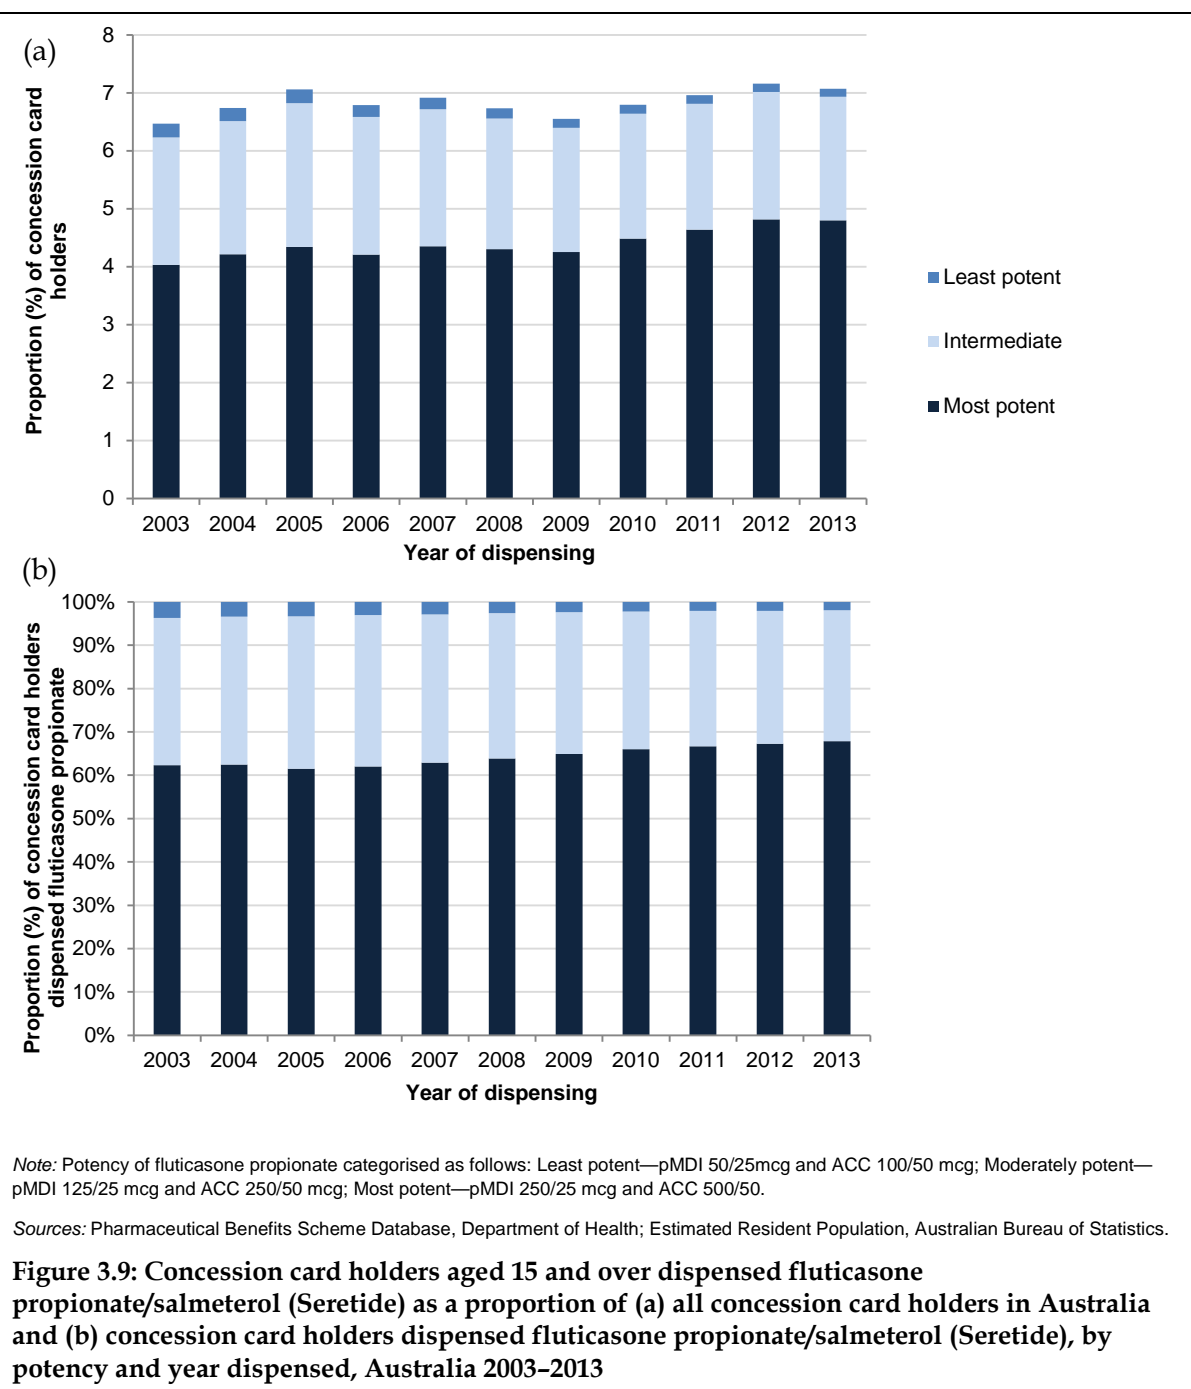 (a)
Proportion (%) of concession card
holders
8
7
6
5
4
3
2
1
0
2003 2004 2005 2006 2007 2008 2009 2010 2011 2012 2013
Year of dispensing
Least potent
Intermediate
Most potent
(b)
Proportion (%) of concession card holders
dispensed fluticasone propionate
100%
90%
80%
70%
60%
50%
40%
30%
20%
10%
0%
2003 2004 2005 2006 2007 2008 2009 2010 2011 2012 2013
Year of dispensing
Note: Potency of fluticasone propionate categorised as follows: Least potent—pMDI 50/25mcg and ACC 100/50 mcg; Moderately potent—
pMDI 125/25 mcg and ACC 250/50 mcg; Most potent—pMDI 250/25 mcg and ACC 500/50.
Sources: Pharmaceutical Benefits Scheme Database, Department of Health; Estimated Resident Population, Australian Bureau of Statistics.
Figure 3.9: Concession card holders aged 15 and over dispensed fluticasone
propionate/salmeterol (Seretide) as a proportion of (a) all concession card holders in Australia
and (b) concession card holders dispensed fluticasone propionate/salmeterol (Seretide), by
potency and year dispensed, Australia 2003–2013